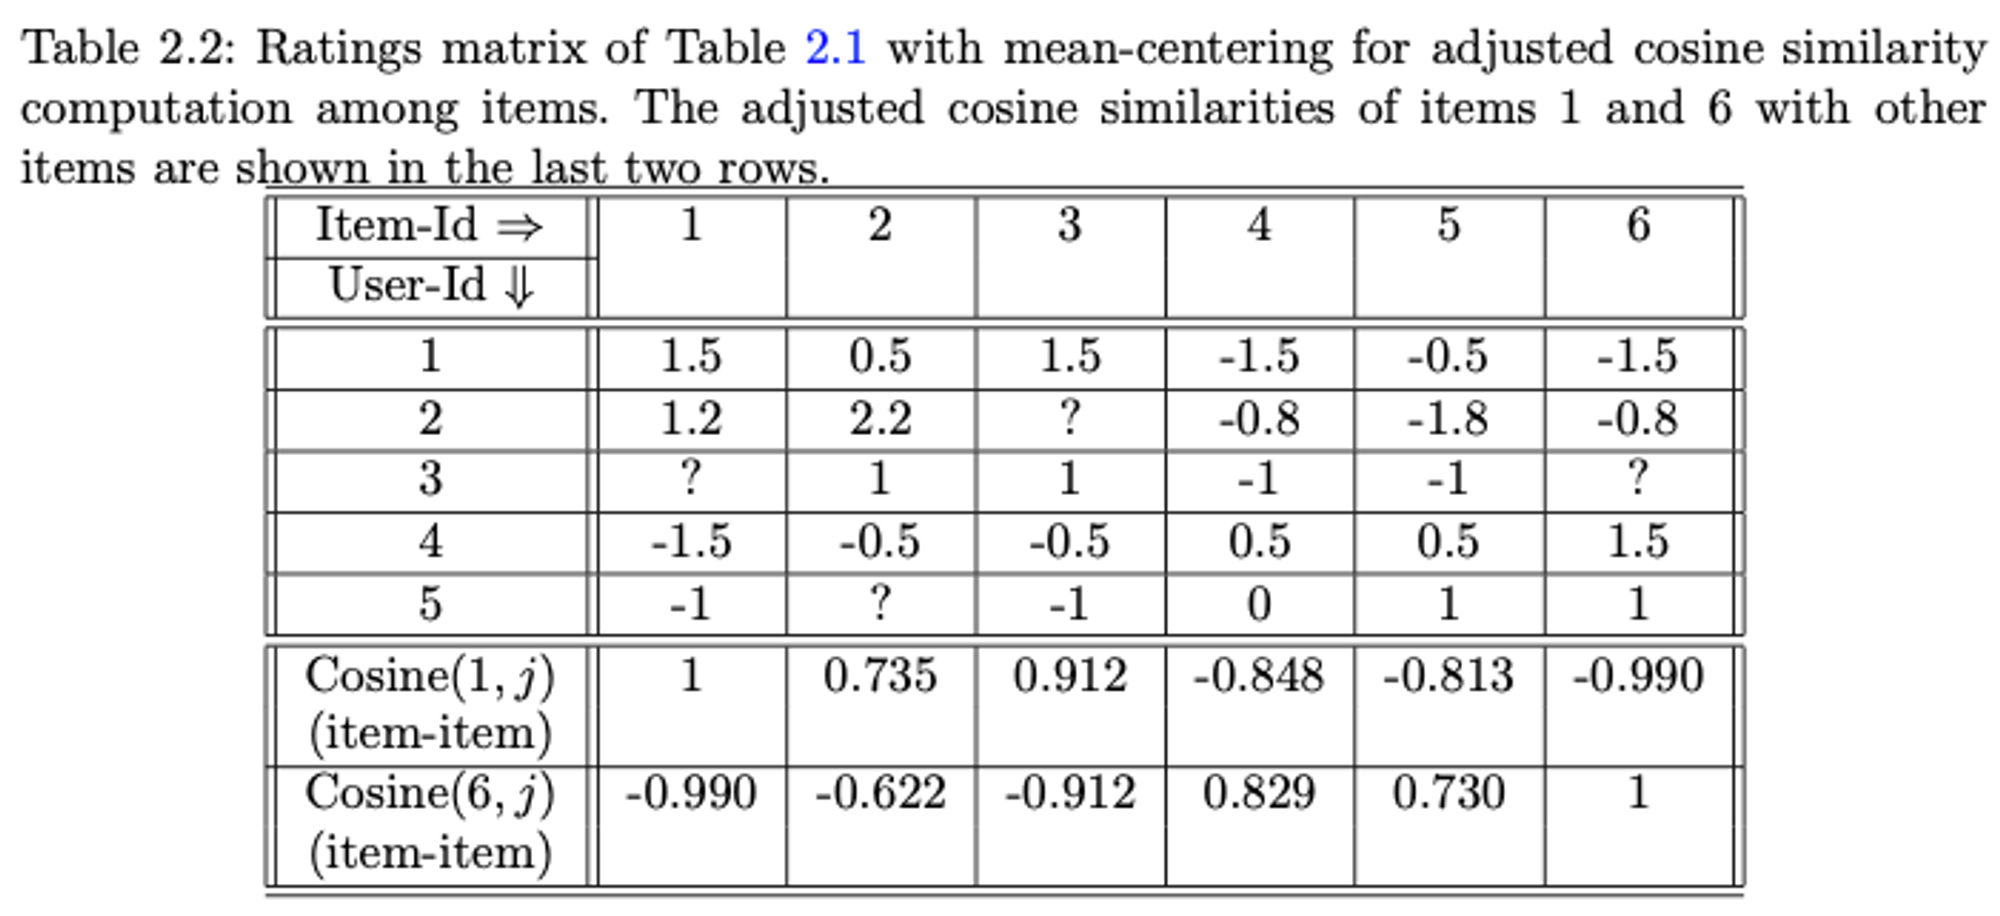 Table 2.2: Ratings matrix of Table 2.1 with mean-centering for adjusted cosine similarity
computation among items. The adjusted cosine similarities of items 1 and 6 with other
items are shown in the last two rows.
Item-Id ⇒ 1 2 3 4 5 6
User-Id ⇓
1 1.5 0.5 1.5 -1.5 -0.5 -1.5
2 1.2 2.2 ? -0.8 -1.8 -0.8
3 ? 1 1 -1 -1 ?
4 -1.5 -0.5 -0.5 0.5 0.5 1.5
5 -1 ? -1 0 1 1
Cosine(1, j) 1 0.735 0.912 -0.848 -0.813 -0.990
(item-item)
Cosine(6, j) -0.990 -0.622 -0.912 0.829 0.730 1
(item-item)